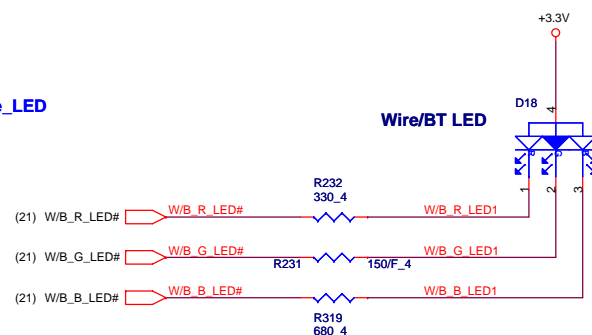 +3.3V
e_LED
Wire/BT LED
D18
4
R
G
1
2
3
R232
330_4
(21) W/B_R_LED#
W/B_R_LED#
W/B_R_LED1
(21) W/B_G_LED#
W/B_G_LED#
R231
150/F_4
W/B_G_LED1
(21) W/B_B_LED#
W/B_B_LED#
W/B_B_LED1
R319
680_4